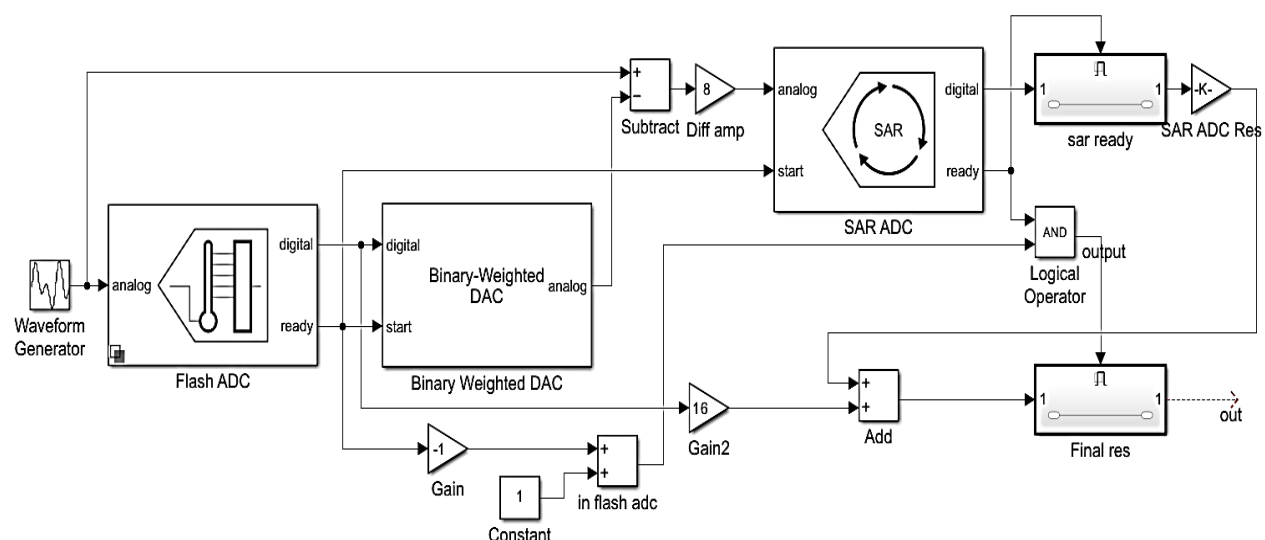 +
−
Subtract
8
Diff amp
analog
start
SAR
digital
ready
SAR ADC
1
1
sar ready
-K-
SAR ADC Res
Waveform
Generator
analog
digital
ready
Flash ADC
digital
start
Binary-Weighted
DAC
analog
Binary Weighted DAC
AND
output
Logical
Operator
-1
Gain
1
Constant
+
+
in flash adc
16
Gain2
+
+
Add
1
1
Final res
out